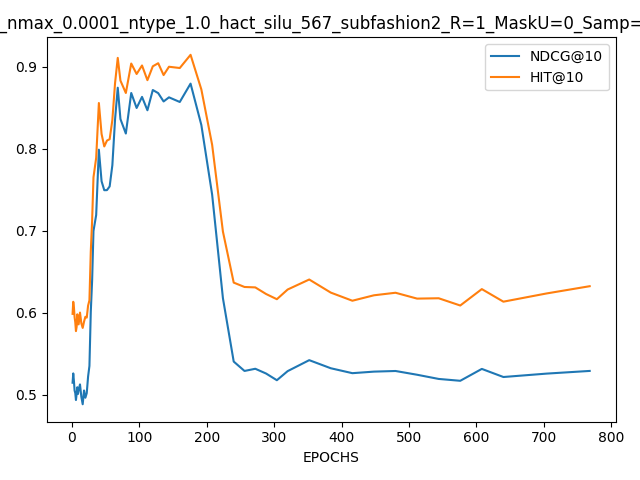 _nmax_0.0001_ntype_1.0_hact_silu_567_subfashion2_R=1_MaskU=0_Samp=
NDCG@10
HIT@10
0.9
0.8
0.7
0.6
0.5
0 100 200 300 400 500 600 700 800
EPOCHS